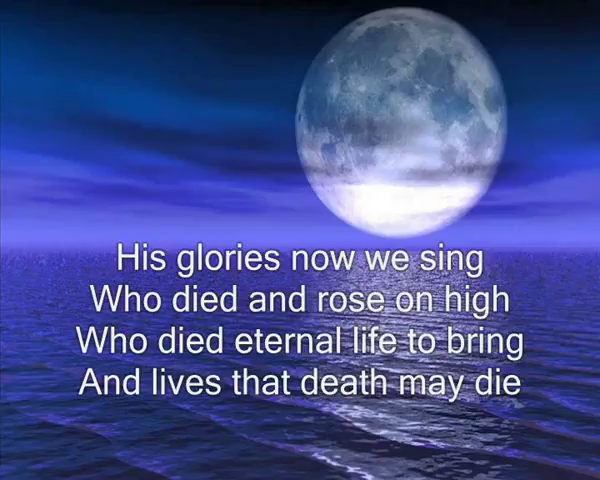 His glories now we sing
Who died and rose on high
Who died eternal life to bring
And lives that death may die